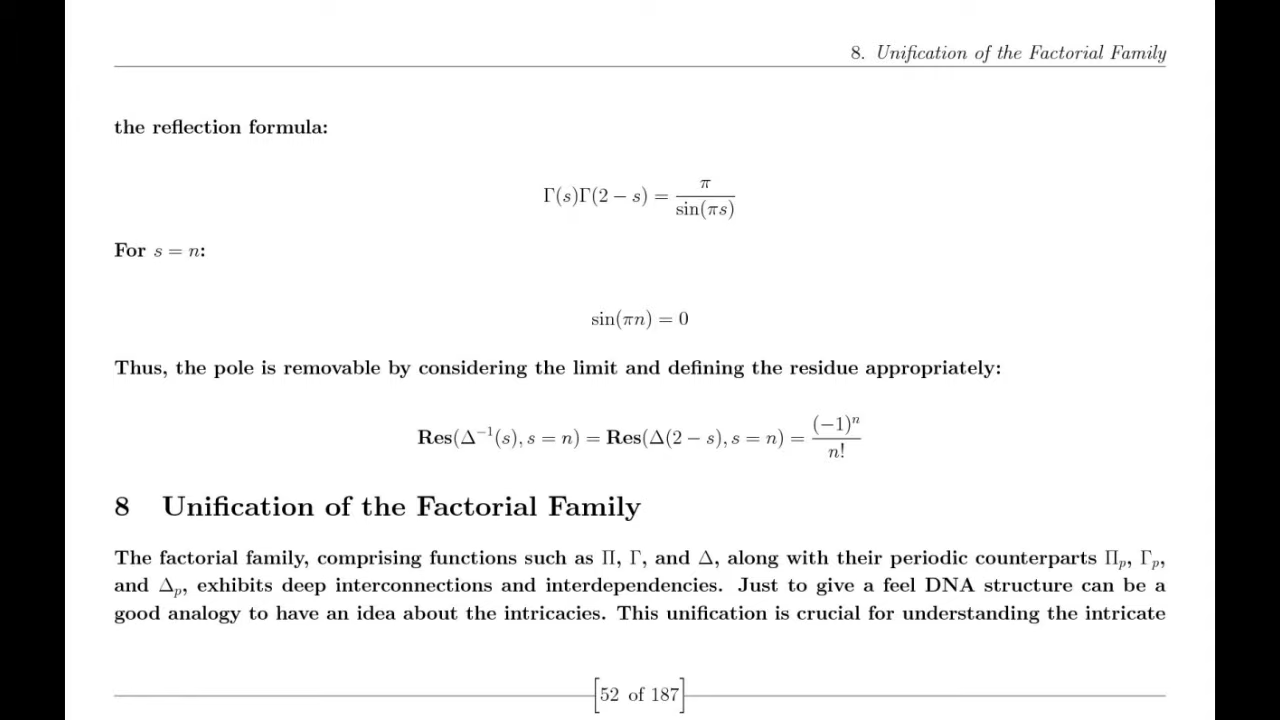 8. Unification of the Factorial Family
the reflection formula:
Γ(s)Γ(2 − s) = π / sin(πs)
For s = n:
sin(πn) = 0
Thus, the pole is removable by considering the limit and defining the residue appropriately:
Res(Δ⁻¹(s), s = n) = Res(Δ(2 − s), s = n) = (−1)ⁿ / n!
8 Unification of the Factorial Family
The factorial family, comprising functions such as Π, Γ, and Δ, along with their periodic counterparts Πₚ, Γₚ,
and Δₚ, exhibits deep interconnections and interdependencies. Just to give a feel DNA structure can be a
good analogy to have an idea about the intricacies. This unification is crucial for understanding the intricate
[52 of 187]